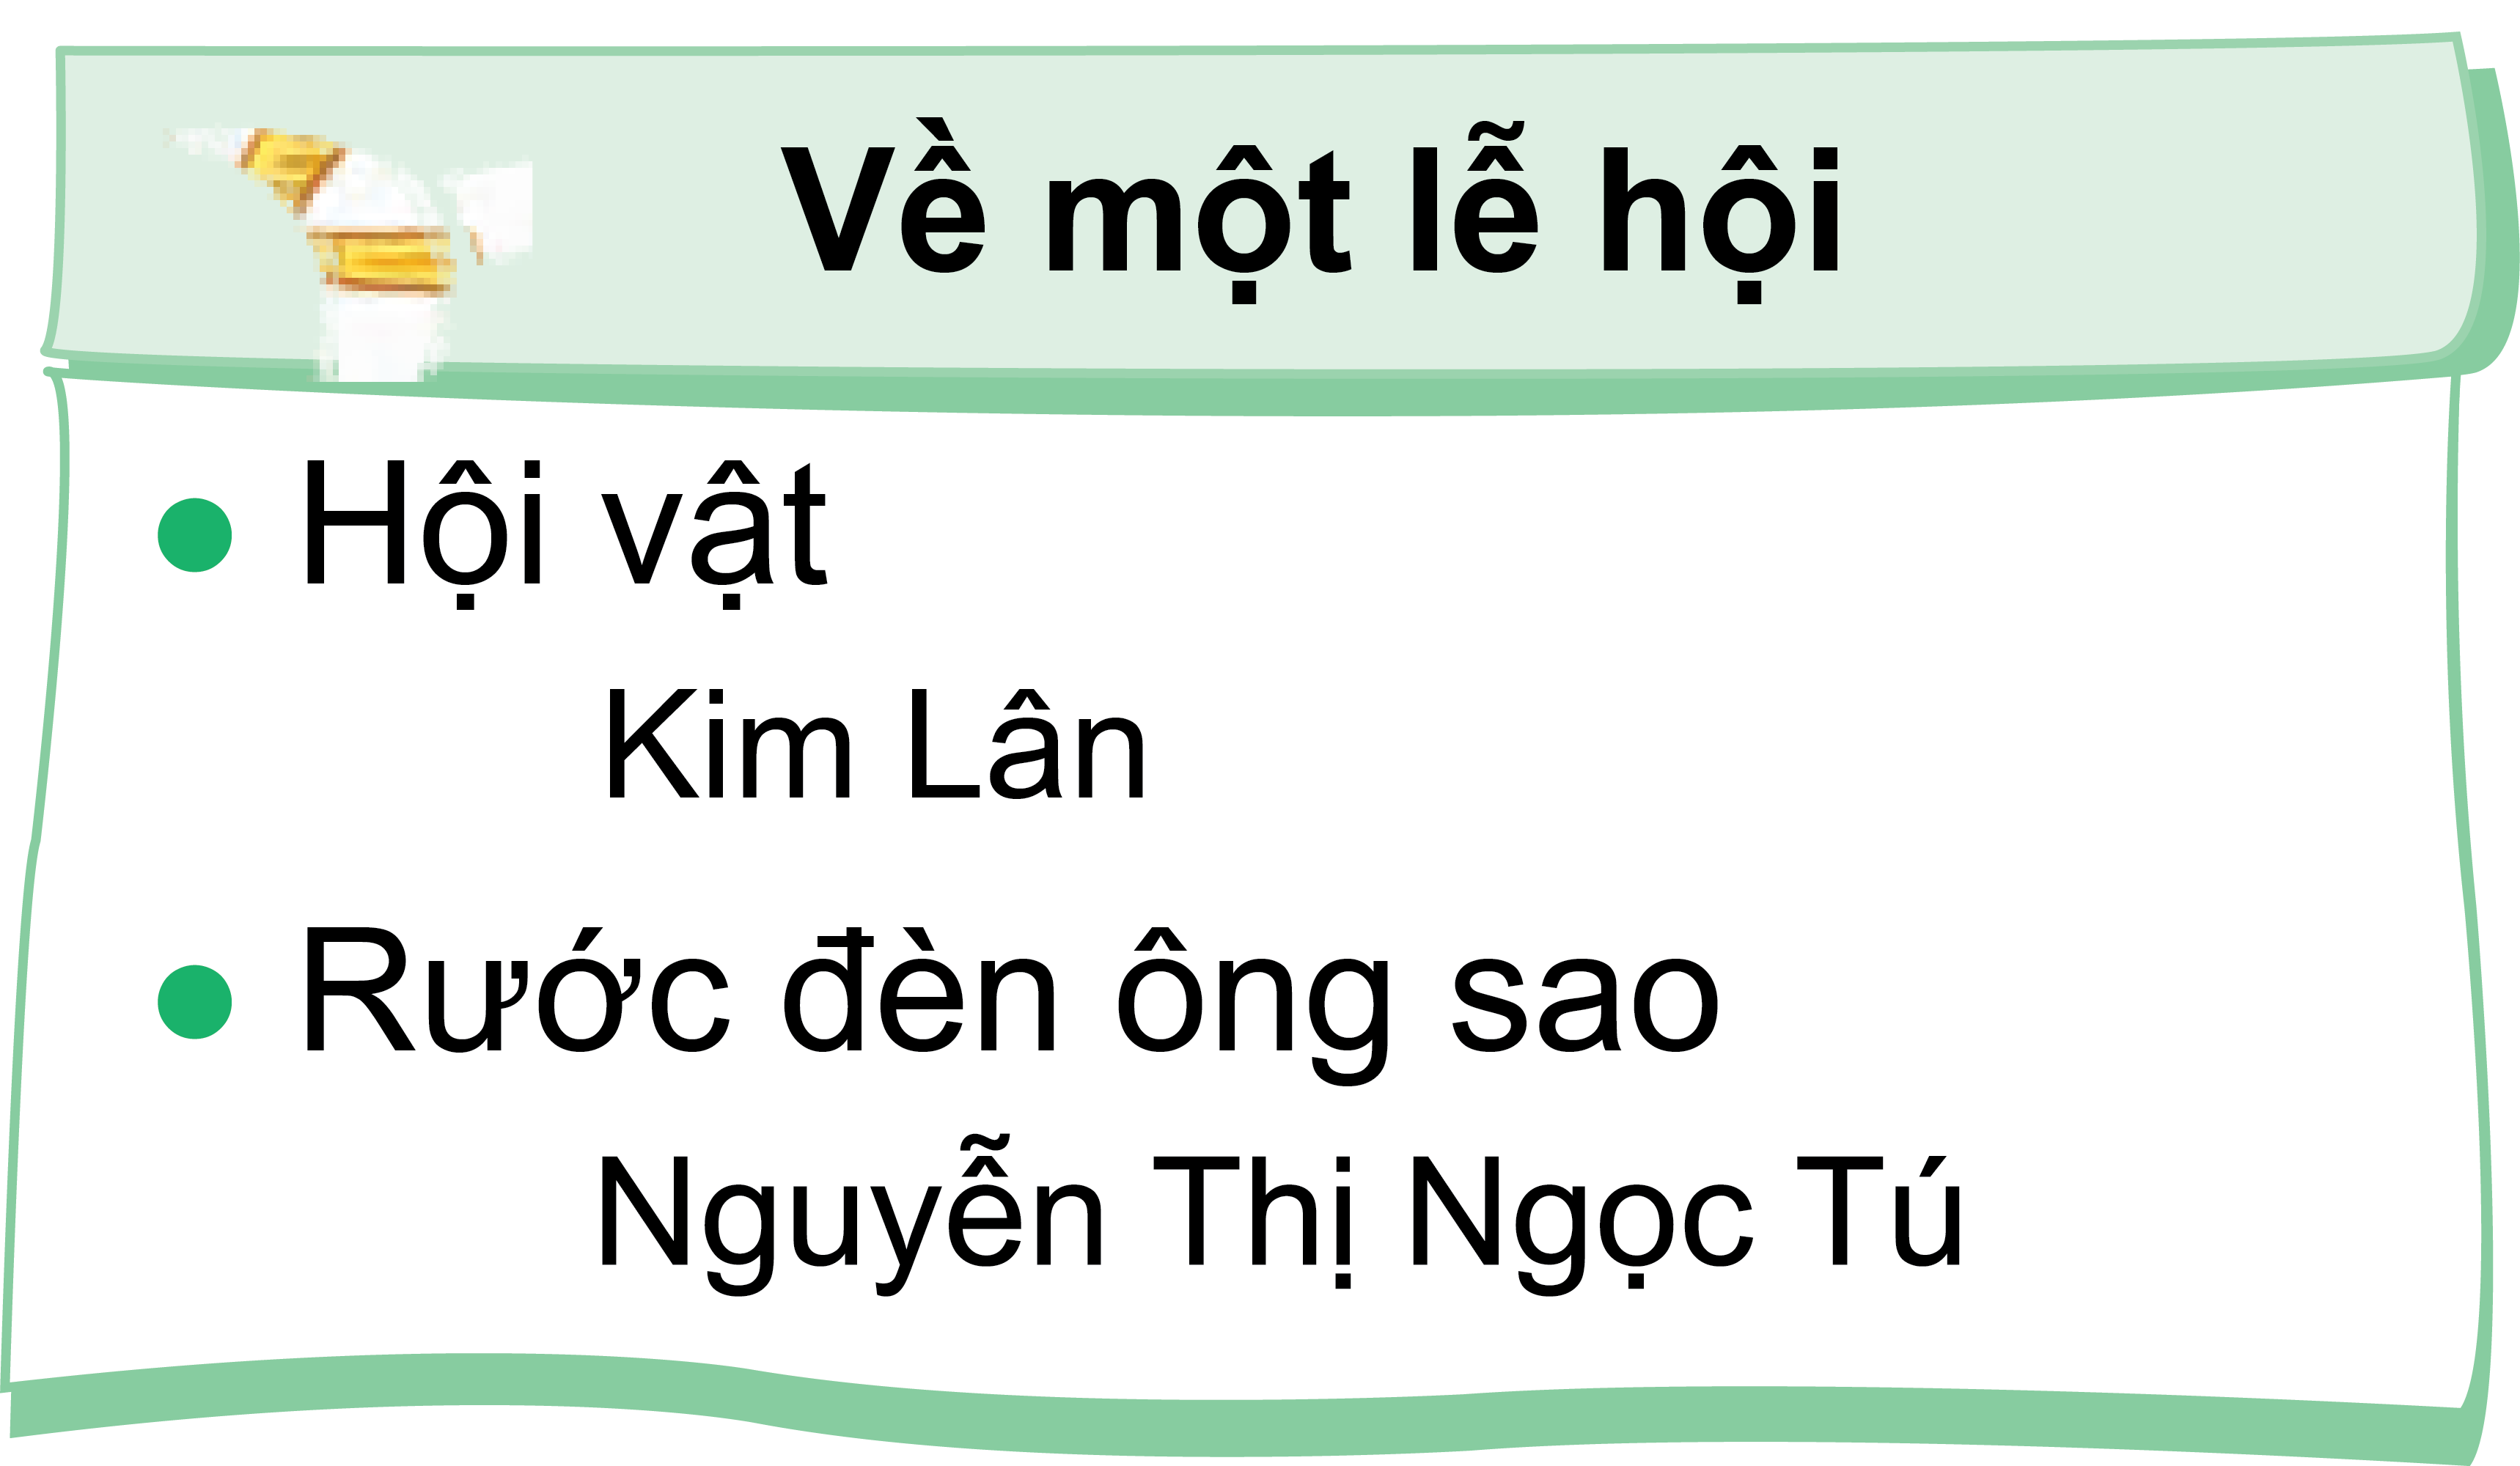 Về một lễ hội
Hội vật
Kim Lân
Rước đèn ông sao
Nguyễn Thị Ngọc Tú